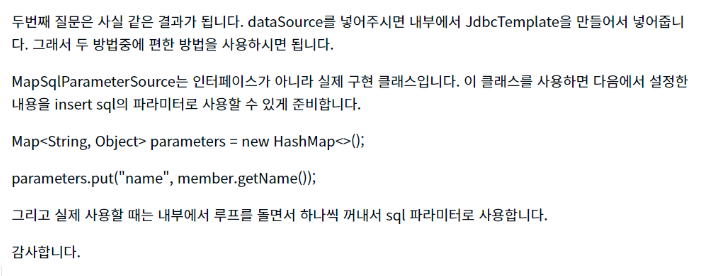 두번째 질문은 사실 같은 결과가 됩니다. dataSource를 넣어주시면 내부에서 JdbcTemplate을 만들어서 넣어줍니
다. 그래서 두 방법중에 편한 방법을 사용하시면 됩니다.
MapSqlParameterSource는 인터페이스가 아니라 실제 구현 클래스입니다. 이 클래스를 사용하면 다음에서 설정한
내용을 insert sql의 파라미터로 사용할 수 있게 준비합니다.
Map<String, Object> parameters = new HashMap<>();
parameters.put("name", member.getName());
그리고 실제 사용할 때는 내부에서 루프를 돌면서 하나씩 꺼내서 sql 파라미터로 사용합니다.
감사합니다.